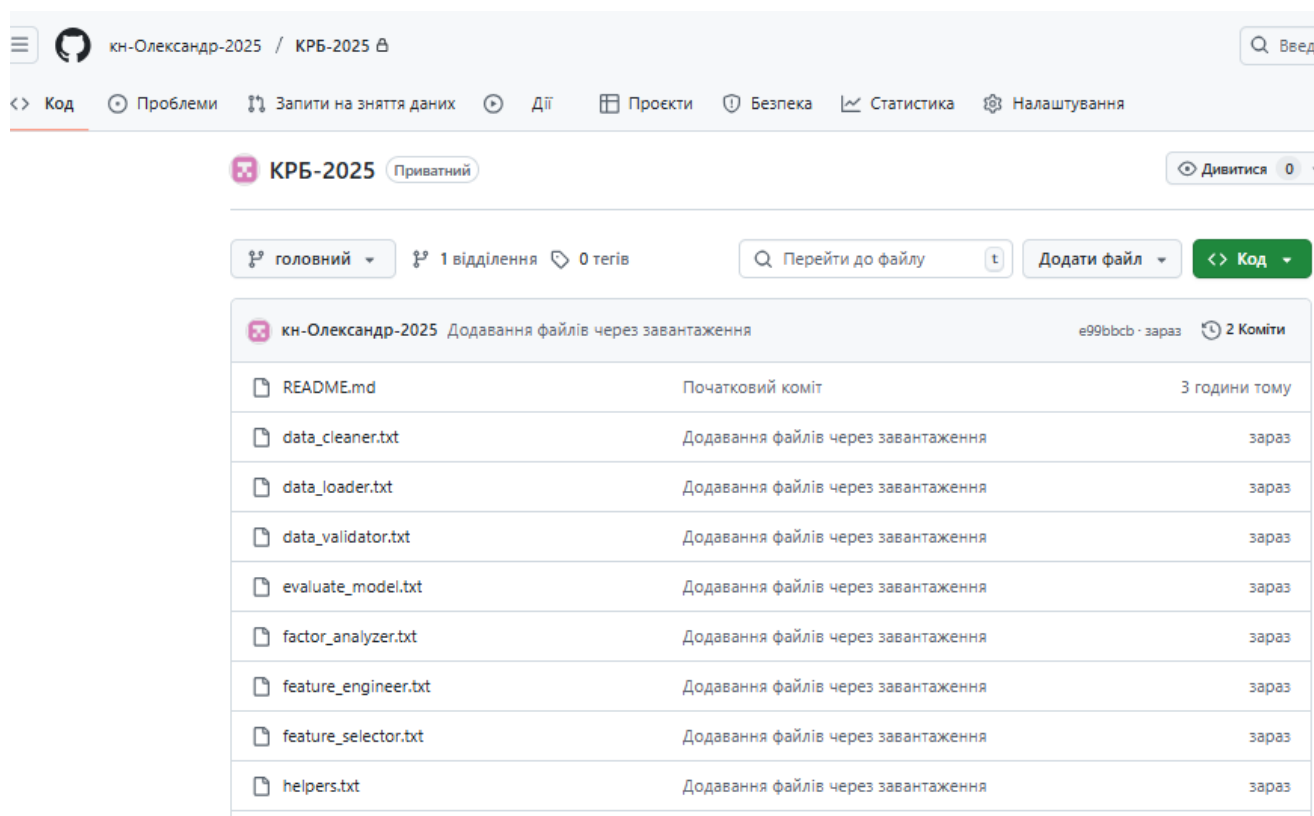 кн-Олександр-2025 / КРБ-2025
Код Проблеми Запити на зняття даних Дії Проєкти Безпека Статистика Налаштування
КРБ-2025 Приватний Дивитися 0
головний 1 відділення 0 тегів Перейти до файлу t Додати файл <> Код
кн-Олександр-2025 Додавання файлів через завантаження e99bbcb · зараз 2 Коміти
README.md Початковий коміт 3 години тому
data_cleaner.txt Додавання файлів через завантаження зараз
data_loader.txt Додавання файлів через завантаження зараз
data_validator.txt Додавання файлів через завантаження зараз
evaluate_model.txt Додавання файлів через завантаження зараз
factor_analyzer.txt Додавання файлів через завантаження зараз
feature_engineer.txt Додавання файлів через завантаження зараз
feature_selector.txt Додавання файлів через завантаження зараз
helpers.txt Додавання файлів через завантаження зараз